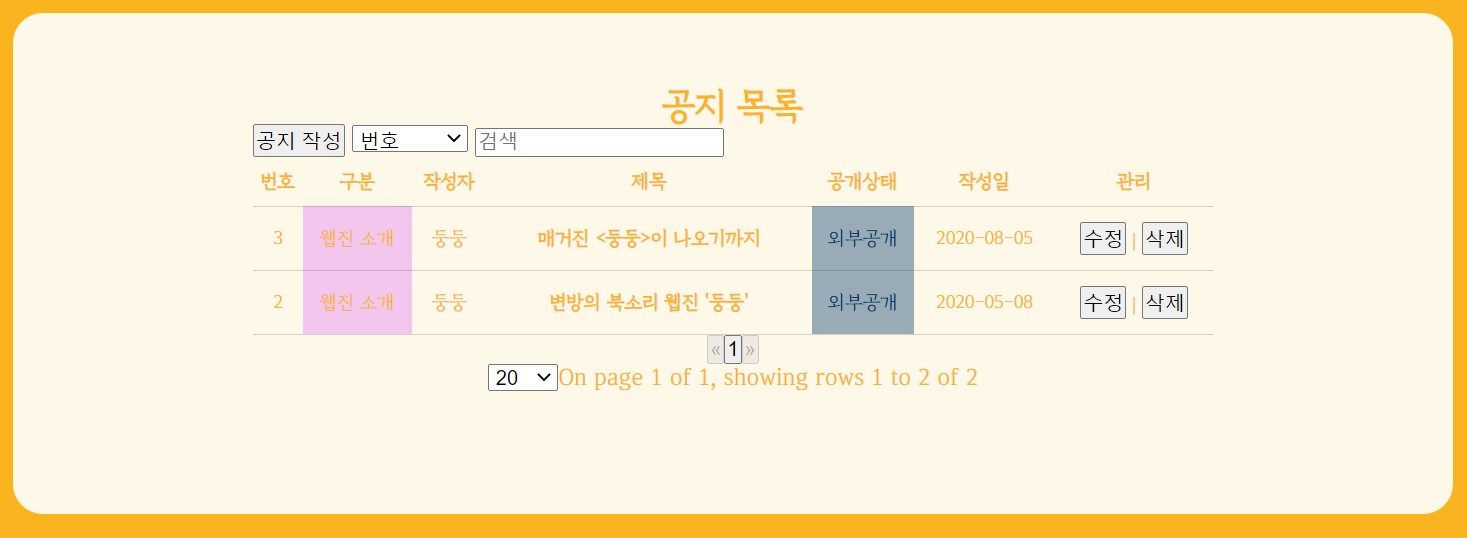 공지 목록
공지 작성 번호 검색
번호 구분 작성자 제목 공개상태 작성일 관리
3 웹진 소개 둥둥 매거진 <둥둥>이 나오기까지 외부공개 2020-08-05 수정 | 삭제
2 웹진 소개 둥둥 변방의 북소리 웹진 '둥둥' 외부공개 2020-05-08 수정 | 삭제
« 1 »
20 On page 1 of 1, showing rows 1 to 2 of 2